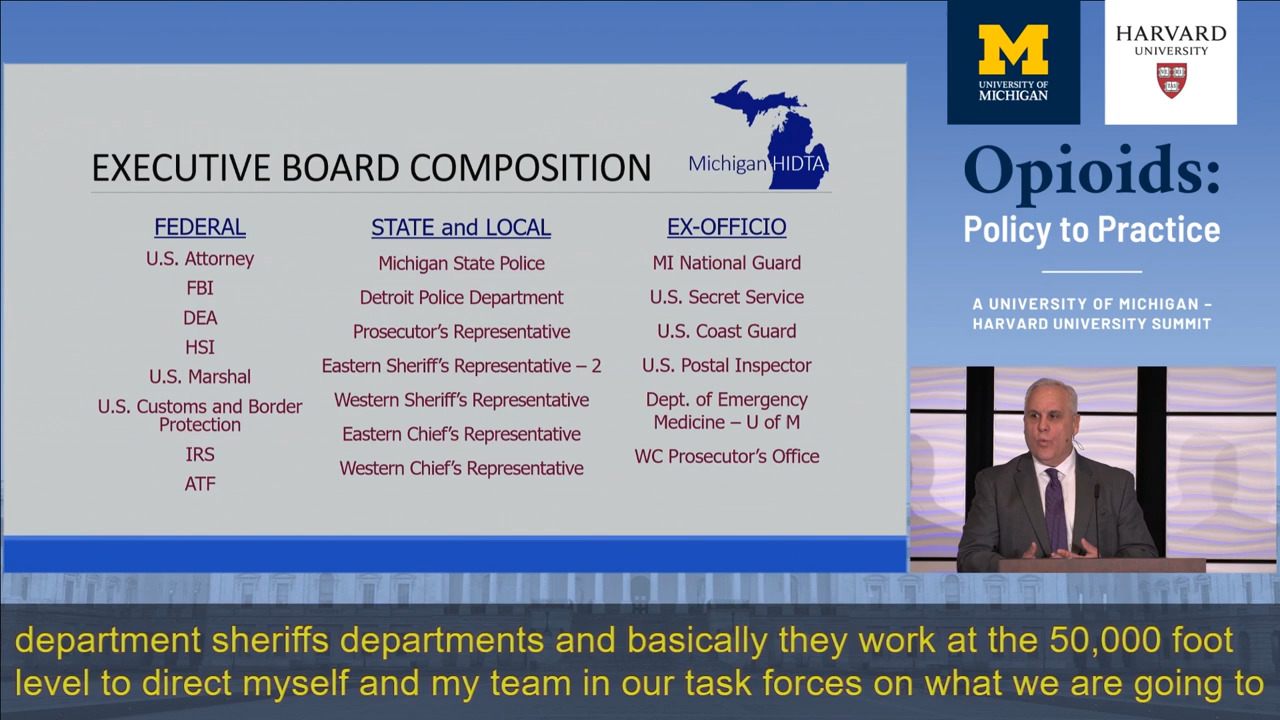 EXECUTIVE BOARD COMPOSITION
Michigan HIDTA
FEDERAL
U.S. Attorney
FBI
DEA
HSI
U.S. Marshal
U.S. Customs and Border
Protection
IRS
ATF
STATE and LOCAL
Michigan State Police
Detroit Police Department
Prosecutor's Representative
Eastern Sheriff's Representative – 2
Western Sheriff's Representative
Eastern Chief's Representative
Western Chief's Representative
EX-OFFICIO
MI National Guard
U.S. Secret Service
U.S. Coast Guard
U.S. Postal Inspector
Dept. of Emergency
Medicine – U of M
WC Prosecutor's Office
M
UNIVERSITY OF
MICHIGAN
HARVARD
UNIVERSITY
Opioids:
Policy to Practice
A UNIVERSITY OF MICHIGAN –
HARVARD UNIVERSITY SUMMIT
department sheriffs departments and basically they work at the 50,000 foot
level to direct myself and my team in our task forces on what we are going to